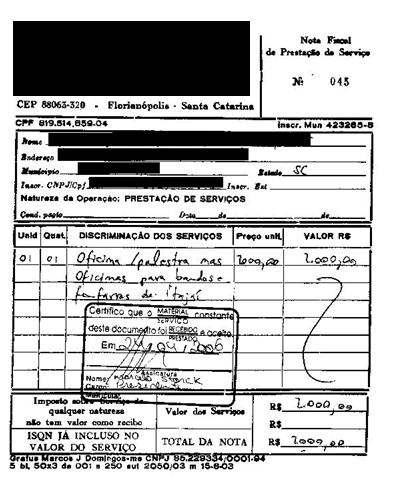 Nota Fiscal
de Prestação de Serviço
Nº 045
CEP 88063-320 - Florianópolis - Santa Catarina
CPF 819.514.859-04 Inscr. Mun 423265-8
Nome
Endereço
Município Estado SC
Inscr. CNPJ/Cpf Inscr. Est
Natureza da Operação: PRESTAÇÃO DE SERVIÇOS
Cond. pagto Data de de
Unid Quat. DISCRIMINAÇÃO DOS SERVIÇOS Preço unit. VALOR R$
01 01 Oficina/palestra nas 2000,00 2.000,00
Oficinas para bandas e
fanfarras de Itajaí
Certifico que o MATERIAL constante
SERVIÇO
deste documento foi RECEBIDO e aceito.
PRESTADO
Em 24, 04, 2006
Assinatura
Nome:
Cargo:
Matrícula:
Imposto sobre Serviço de
qualquer natureza
não tem valor como recibo
Valor dos Serviços R$ 2.000,00
R$
ISQN JÁ INCLUSO NO
VALOR DO SERVIÇO
TOTAL DA NOTA R$ 2.000,00
Grafus Marcos J Domingos-me CNPJ 85.229334/0001-94
5 bl, 50x3 de 001 a 250 aut 2050/03 m 15-8-03